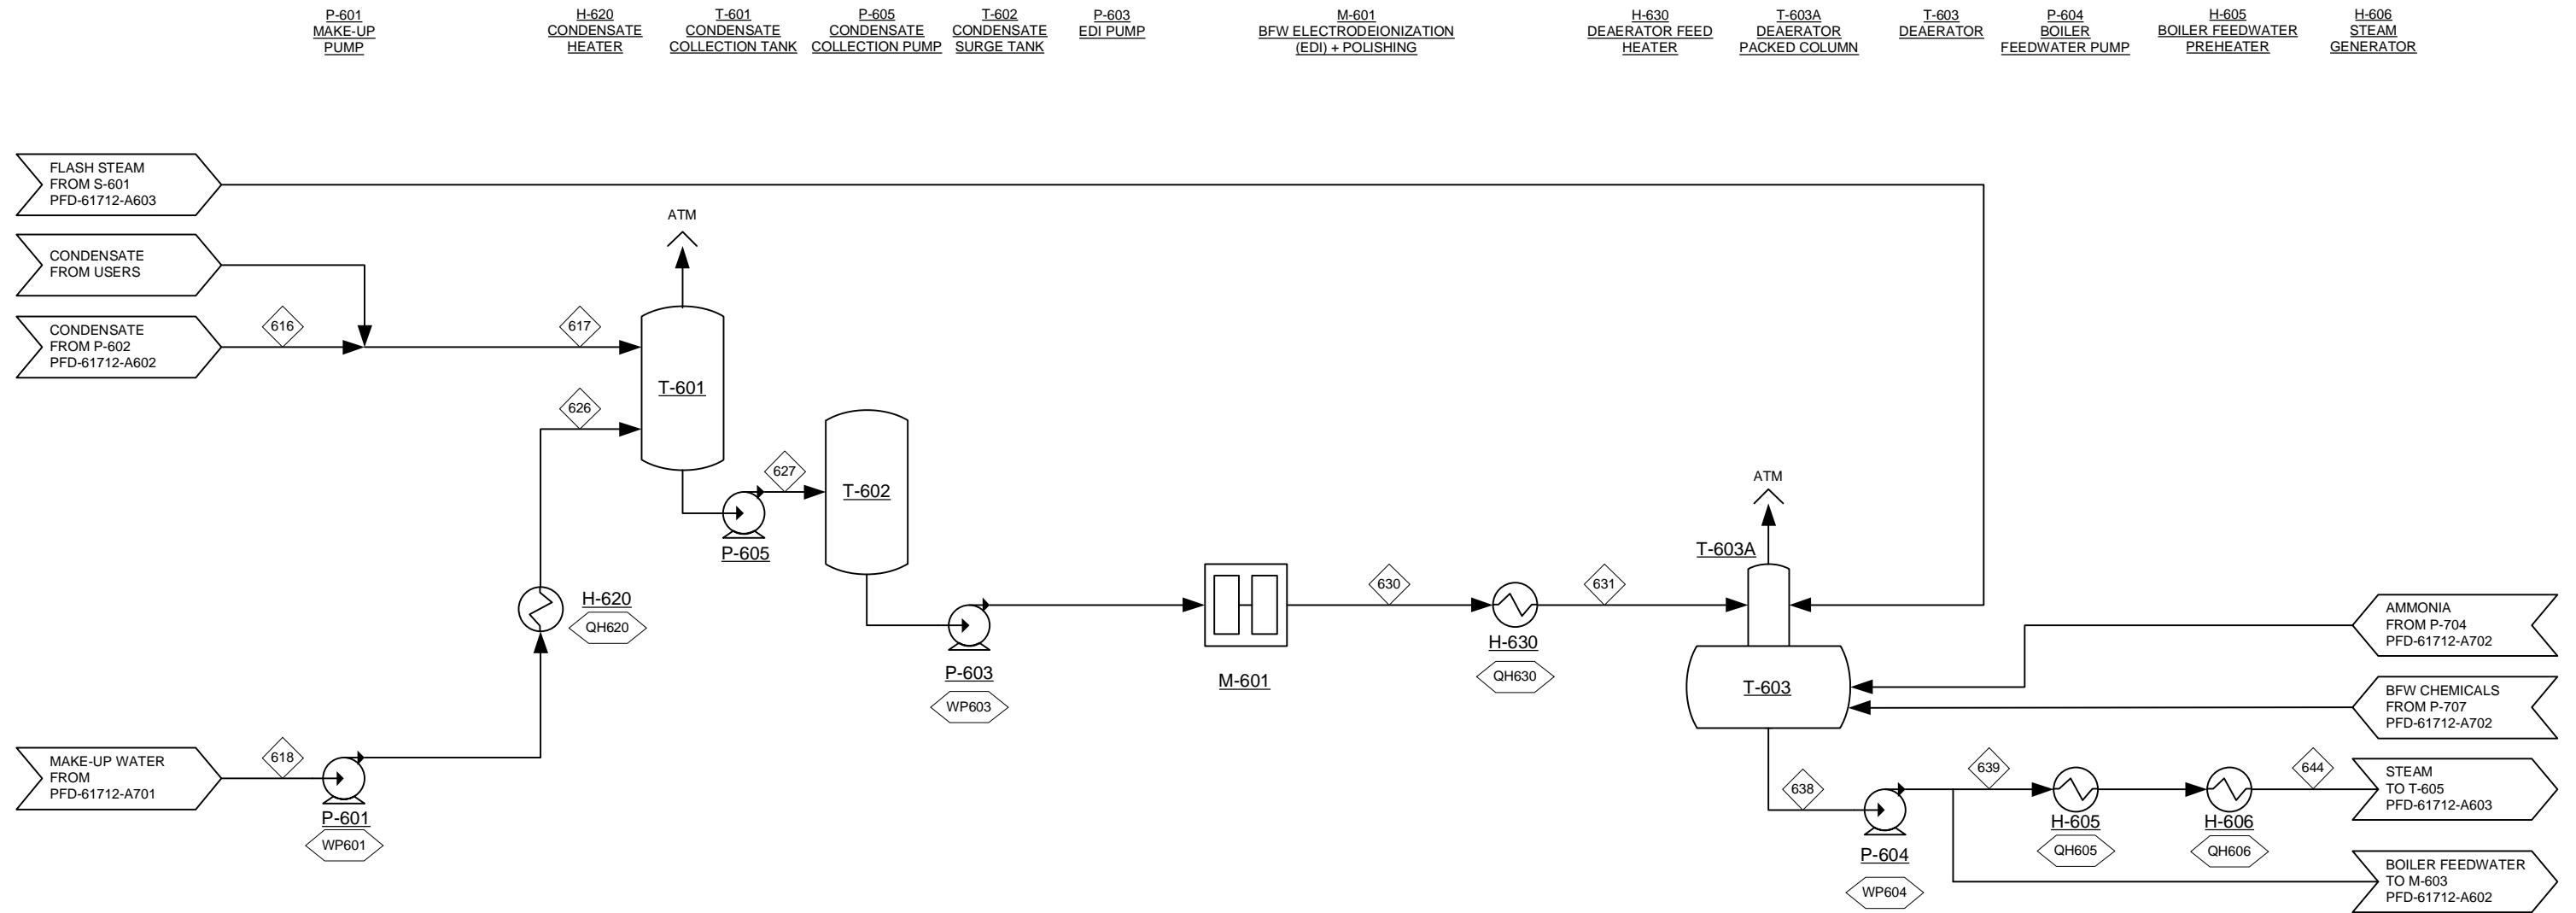 P-601
MAKE-UP
PUMP
H-620
CONDENSATE
HEATER
T-601
CONDENSATE
COLLECTION TANK
P-605
CONDENSATE
COLLECTION PUMP
T-602
CONDENSATE
SURGE TANK
P-603
EDI PUMP
M-601
BFW ELECTRODEIONIZATION
(EDI) + POLISHING
H-630
DEAERATOR FEED
HEATER
T-603A
DEAERATOR
PACKED COLUMN
T-603
DEAERATOR
P-604
BOILER
FEEDWATER PUMP
H-605
BOILER FEEDWATER
PREHEATER
H-606
STEAM
GENERATOR
FLASH STEAM
FROM S-601
PFD-61712-A603
CONDENSATE
FROM USERS
CONDENSATE
FROM P-602
PFD-61712-A602
616
617
ATM
T-601
626
627
T-602
P-605
H-620
QH620
MAKE-UP WATER
FROM
PFD-61712-A701
618
P-601
WP601
P-603
WP603
M-601
630
H-630
QH630
631
ATM
T-603A
T-603
AMMONIA
FROM P-704
PFD-61712-A702
BFW CHEMICALS
FROM P-707
PFD-61712-A702
638
P-604
WP604
639
H-605
QH605
H-606
QH606
644
STEAM
TO T-605
PFD-61712-A603
BOILER FEEDWATER
TO M-603
PFD-61712-A602